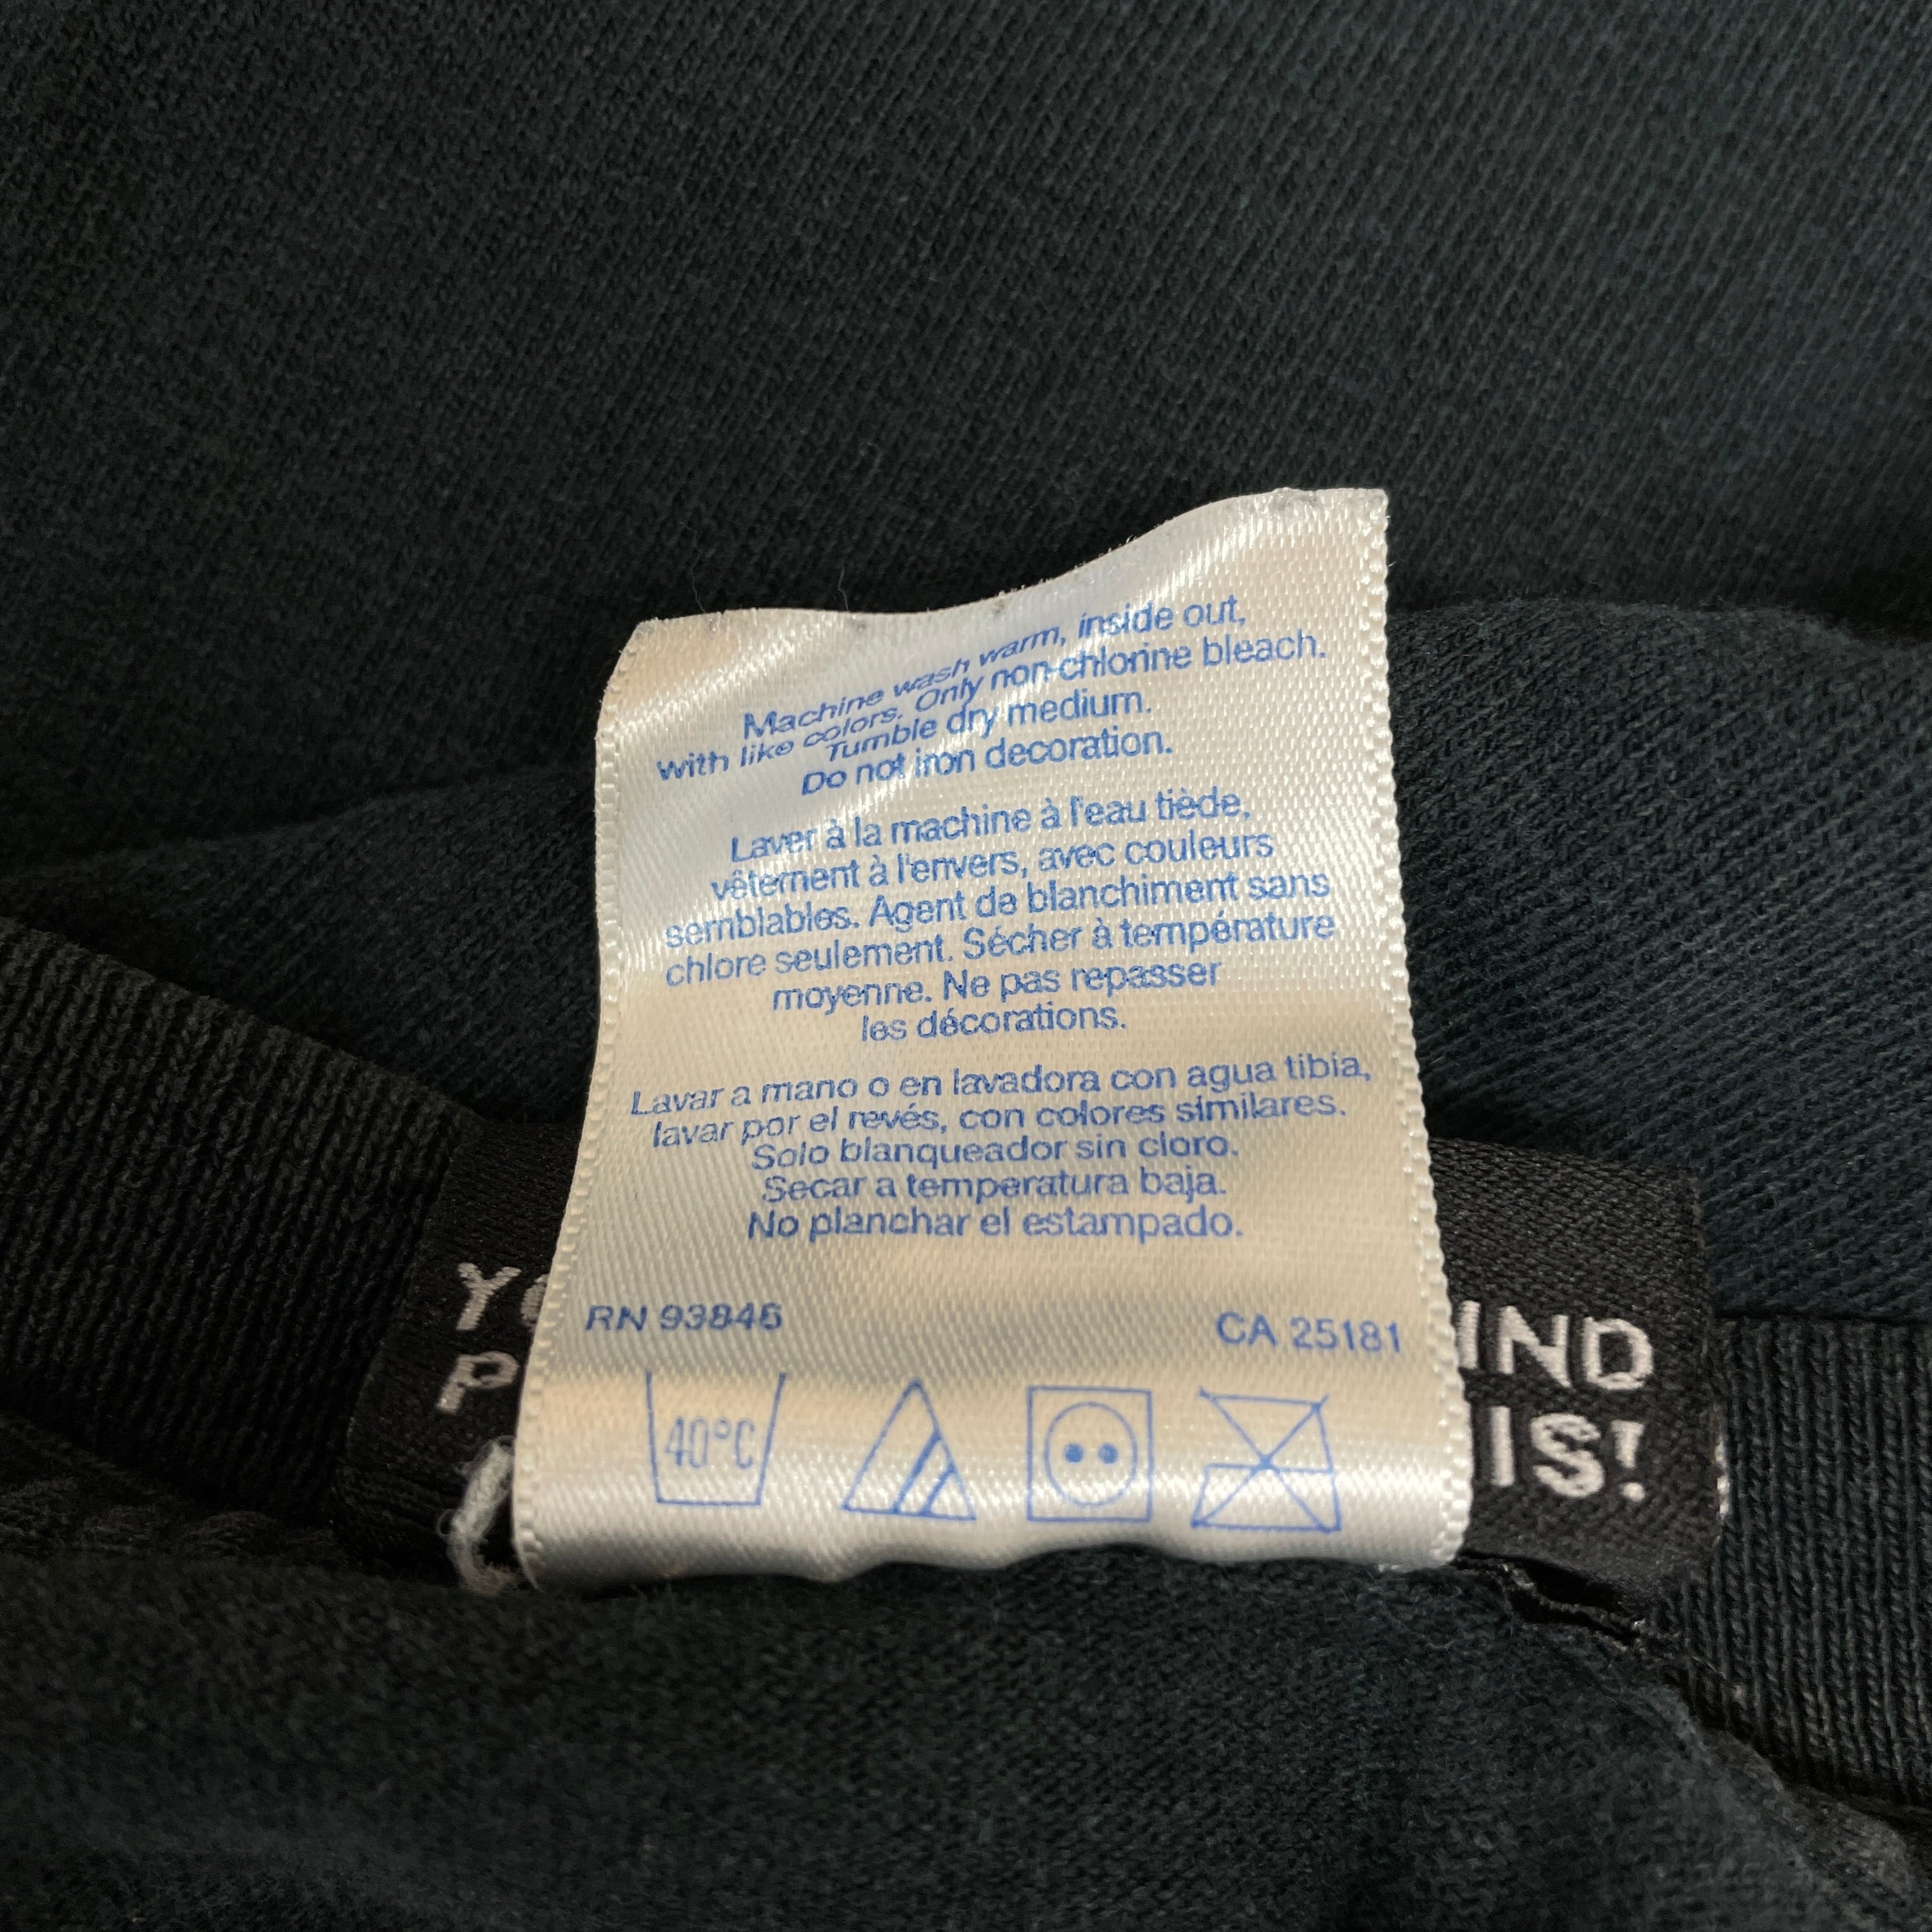 Machine wash warm, inside out,
with like colors. Only non-chlorine bleach.
Tumble dry medium.
Do not iron decoration.
Laver à la machine à l'eau tiède,
vêtement à l'envers, avec couleurs
semblables. Agent de blanchiment sans
chlore seulement. Sécher à température
moyenne. Ne pas repasser
les décorations.
Lavar a mano o en lavadora con agua tibia,
lavar por el revés, con colores similares.
Solo blanqueador sin cloro.
Secar a temperatura baja.
No planchar el estampado.
RN 93846
CA 25181
40°C
IND
IS!